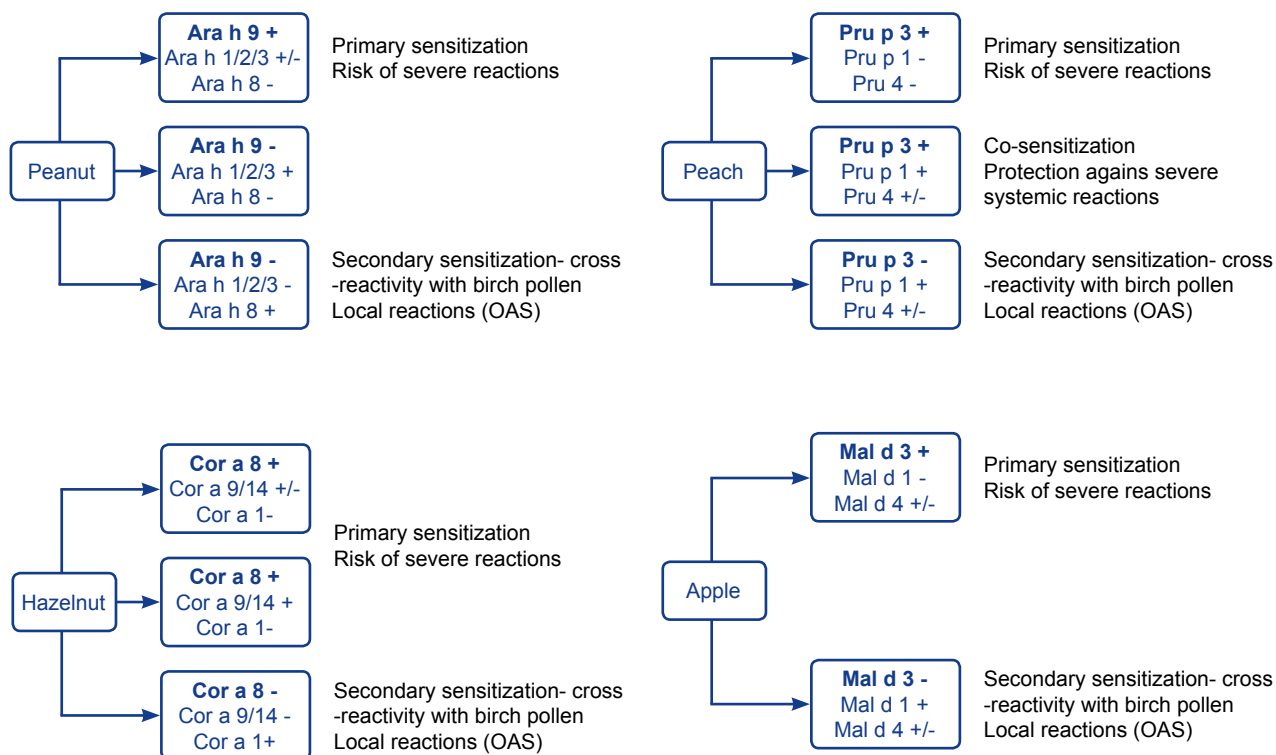 Peanut
Ara h 9 +
Ara h 1/2/3 +/-
Ara h 8 -
Primary sensitization
Risk of severe reactions
Ara h 9 -
Ara h 1/2/3 +
Ara h 8 -
Ara h 9 -
Ara h 1/2/3 -
Ara h 8 +
Secondary sensitization- cross
-reactivity with birch pollen
Local reactions (OAS)
Peach
Pru p 3 +
Pru p 1 -
Pru 4 -
Primary sensitization
Risk of severe reactions
Pru p 3 +
Pru p 1 +
Pru 4 +/-
Co-sensitization
Protection agains severe
systemic reactions
Pru p 3 -
Pru p 1 +
Pru 4 +/-
Secondary sensitization- cross
-reactivity with birch pollen
Local reactions (OAS)
Hazelnut
Cor a 8 +
Cor a 9/14 +/-
Cor a 1-
Primary sensitization
Risk of severe reactions
Cor a 8 +
Cor a 9/14 +
Cor a 1-
Cor a 8 -
Cor a 9/14 -
Cor a 1+
Secondary sensitization- cross
-reactivity with birch pollen
Local reactions (OAS)
Apple
Mal d 3 +
Mal d 1 -
Mal d 4 +/-
Primary sensitization
Risk of severe reactions
Mal d 3 -
Mal d 1 +
Mal d 4 +/-
Secondary sensitization- cross
-reactivity with birch pollen
Local reactions (OAS)